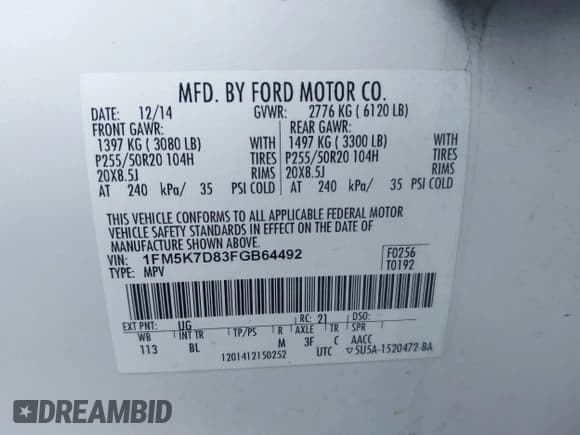 MFD. BY FORD MOTOR CO.
DATE: 12/14 GVWR: 2776 KG ( 6120 LB)
FRONT GAWR: REAR GAWR:
1397 KG ( 3080 LB) WITH 1497 KG ( 3300 LB) WITH
P255/50R20 104H TIRES P255/50R20 104H TIRES
20X8.5J RIMS 20X8.5J RIMS
AT 240 kPa/ 35 PSI COLD AT 240 kPa/ 35 PSI COLD
THIS VEHICLE CONFORMS TO ALL APPLICABLE FEDERAL MOTOR
VEHICLE SAFETY STANDARDS IN EFFECT ON THE DATE OF
MANUFACTURE SHOWN ABOVE.
VIN: 1FM5K7D83FGB64492 F0256
TYPE: MPV T0192
EXT PNT: UG RC: 21 DSO:
WB INT TR TP/PS R AXLE TR SPR
113 BL M 3F C AACC
1201412150252 UTC ▽5U5A-1520472-BA
DREAMBID